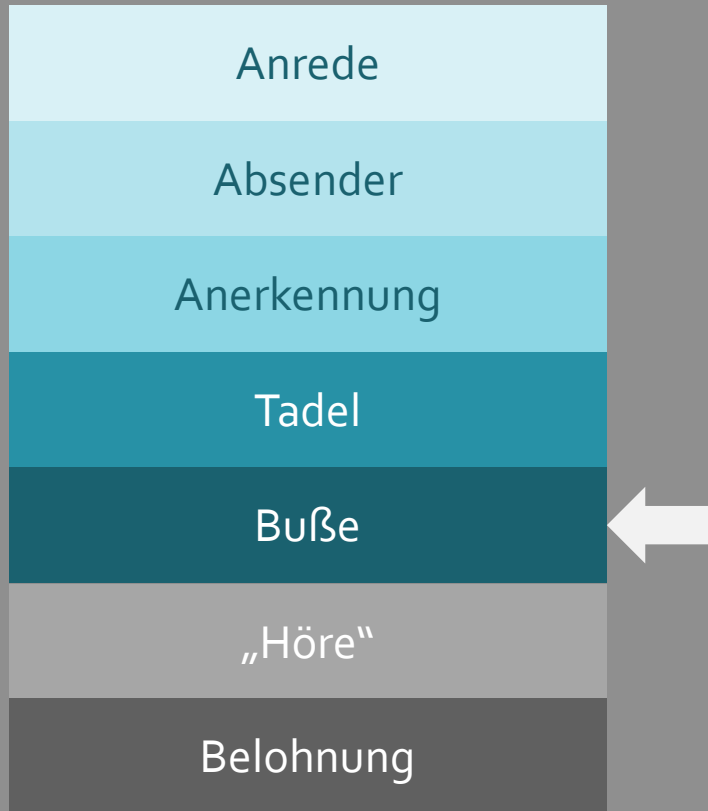 Anrede
Absender
Anerkennung
Tadel
Buße
„Höre“
Belohnung